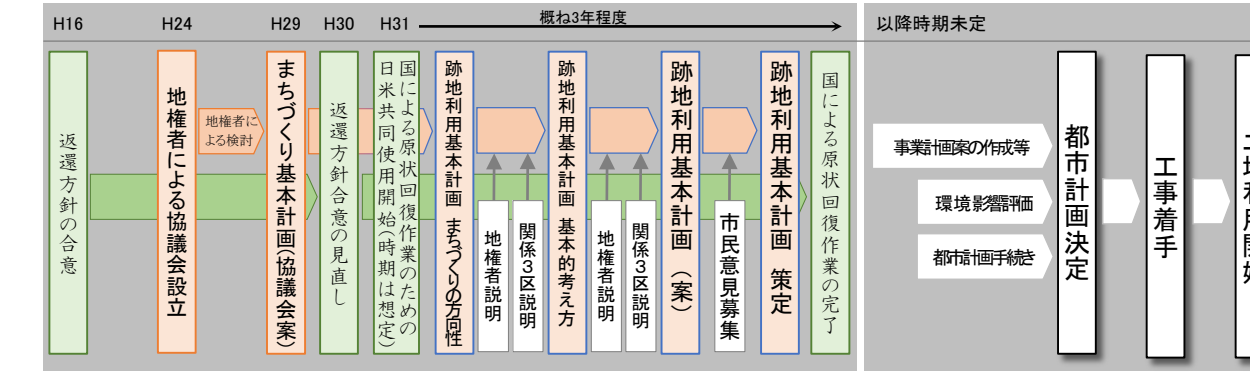 H16
H24
H29
H30
H31
概ね3年程度
以降時期未定
返還方針の合意
地権者による協議会設立
地権者に
よる検討
まちづくり基本計画(協議会案)
返還方針合意の見直し
国による原状回復作業のための
日米共同使用開始(時期は想定)
跡地利用基本計画 まちづくりの方向性
地権者説明
関係3区説明
跡地利用基本計画 基本的考え方
地権者説明
関係3区説明
跡地利用基本計画 (案)
市民意見募集
跡地利用基本計画 策定
国による原状回復作業の完了
事業計画案の作成等
環境影響評価
都市計画手続き
都市計画決定
工事着手